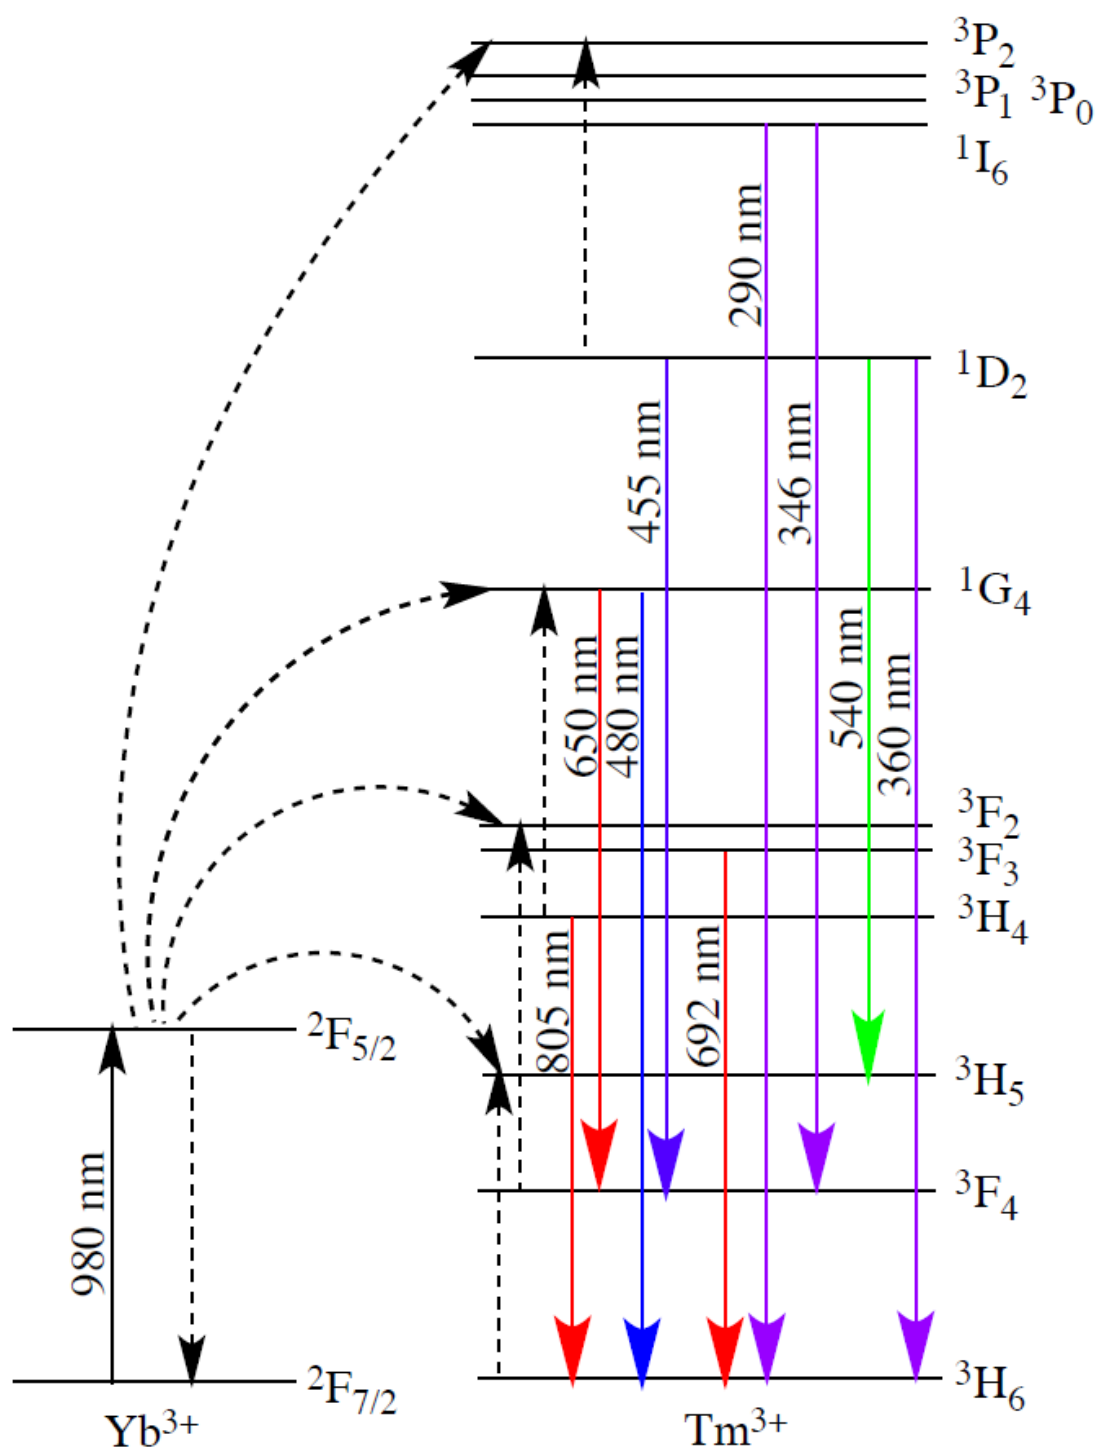 ³P₂
³P₁ ³P₀
¹I₆
290 nm
¹D₂
455 nm
346 nm
¹G₄
650 nm
480 nm
540 nm
360 nm
³F₂
³F₃
³H₄
805 nm
692 nm
²F₅/₂
³H₅
980 nm
³F₄
²F₇/₂
³H₆
Yb³⁺
Tm³⁺